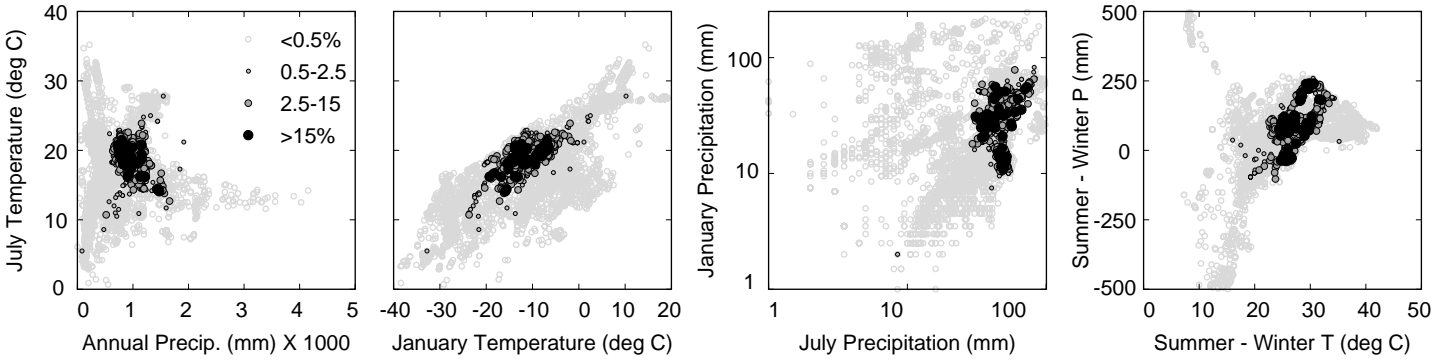 July Temperature (deg C)
40
30
20
10
0
0 1 2 3 4 5
Annual Precip. (mm) X 1000
<0.5%
0.5-2.5
2.5-15
>15%
-40 -30 -20 -10 0 10 20
January Temperature (deg C)
January Precipitation (mm)
100
10
1
1 10 100
July Precipitation (mm)
Summer - Winter P (mm)
500
250
0
-250
-500
0 10 20 30 40 50
Summer - Winter T (deg C)